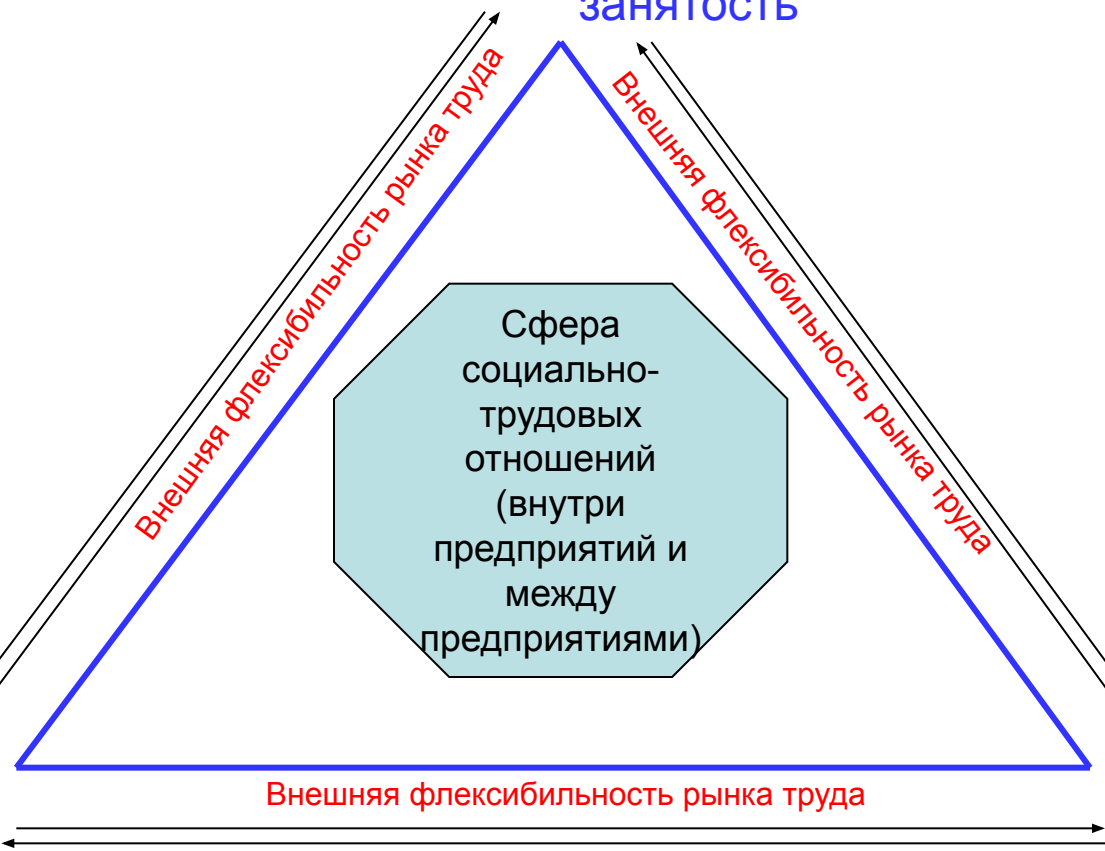 занятость
Внешняя флексибильность рынка труда
Внешняя флексибильность рынка труда
Сфера
социально-
трудовых
отношений
(внутри
предприятий и
между
предприятиями)
Внешняя флексибильность рынка труда